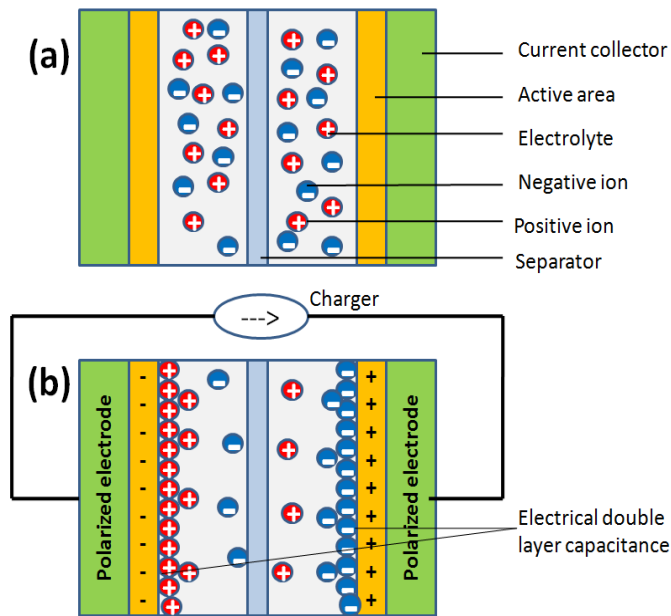 (a)
Current collector
Active area
Electrolyte
Negative ion
Positive ion
Separator
Charger
--->
(b)
Polarized electrode
Polarized electrode
Electrical double
layer capacitance